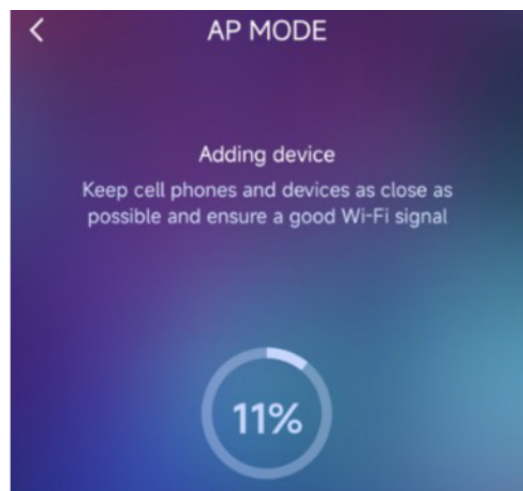 AP MODE
Adding device
Keep cell phones and devices as close as
possible and ensure a good Wi-Fi signal
11%